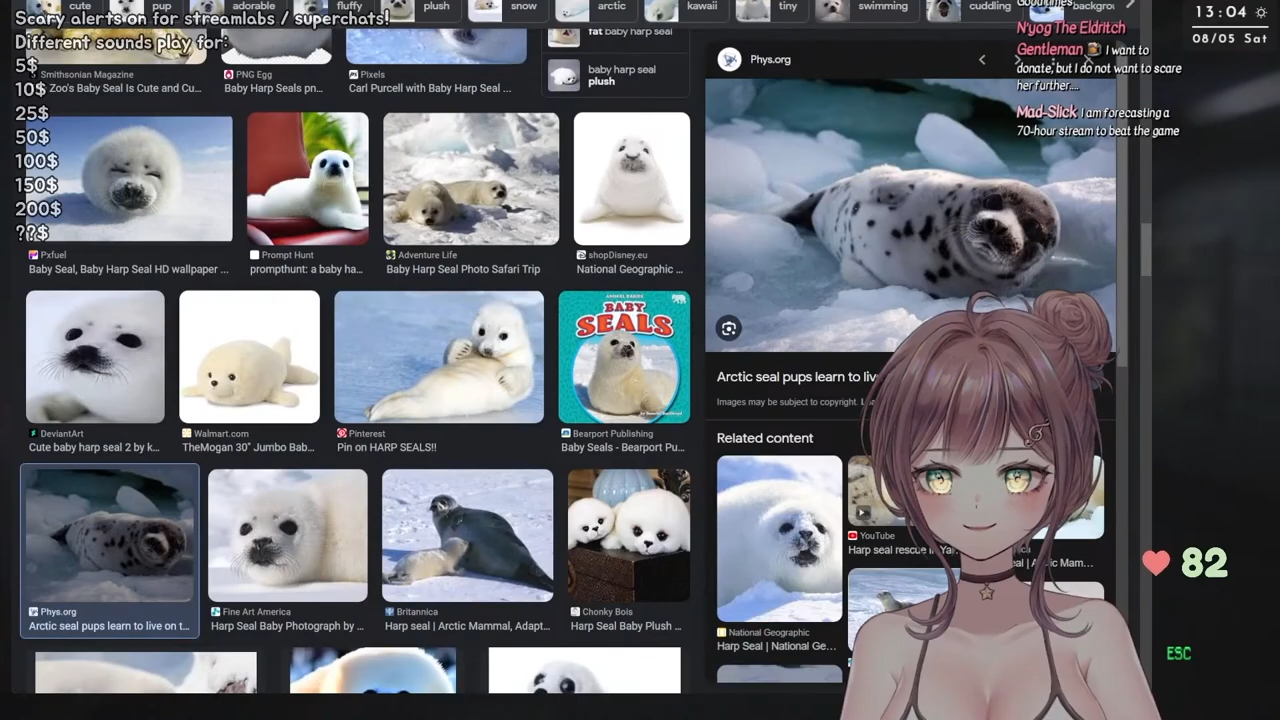 cute
pup
adorable
fluffy
plush
snow
arctic
kawaii
tiny
swimming
cuddling
Scary alerts on for streamlabs / superchats!
Different sounds play for:
5$
10$
25$
50$
100$
150$
200$
??$
Smithsonian Magazine
Zoo's Baby Seal Is Cute and Cu...
PNG Egg
Baby Harp Seals pn...
Pixels
Carl Purcell with Baby Harp Seal ...
fat baby harp seal
baby harp seal
plush
Pxfuel
Baby Seal, Baby Harp Seal HD wallpaper ...
Prompt Hunt
prompthunt: a baby ha...
Adventure Life
Baby Harp Seal Photo Safari Trip
shopDisney.eu
National Geographic ...
BABY
SEALS
DeviantArt
Cute baby harp seal 2 by k...
Walmart.com
TheMogan 30" Jumbo Bab...
Pinterest
Pin on HARP SEALS!!
Bearport Publishing
Baby Seals - Bearport Pu...
Phys.org
Arctic seal pups learn to live on t...
Fine Art America
Harp Seal Baby Photograph by ...
Britannica
Harp seal | Arctic Mammal, Adapt...
Chonky Bois
Harp Seal Baby Plush ...
Phys.org
Arctic seal pups learn to liv
Images may be subject to copyright.
Related content
National Geographic
Harp Seal | National Ge...
YouTube
Harp seal rescue in
N'yog The Eldritch
Gentleman I want to
donate, but I do not want to scare
her further....
Mad-Slick I am forecasting a
70-hour stream to beat the game
13:04
08/05 Sat
82
ESC